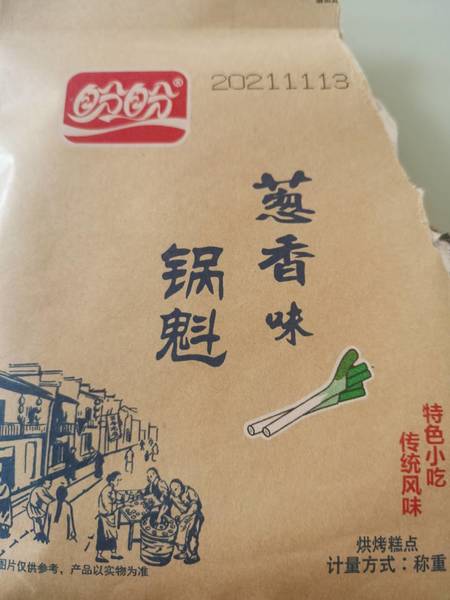 盼盼®
20211113
葱香味
锅魁
特色小吃
传统风味
烘烤糕点
计量方式：称重
图片仅供参考，产品以实物为准